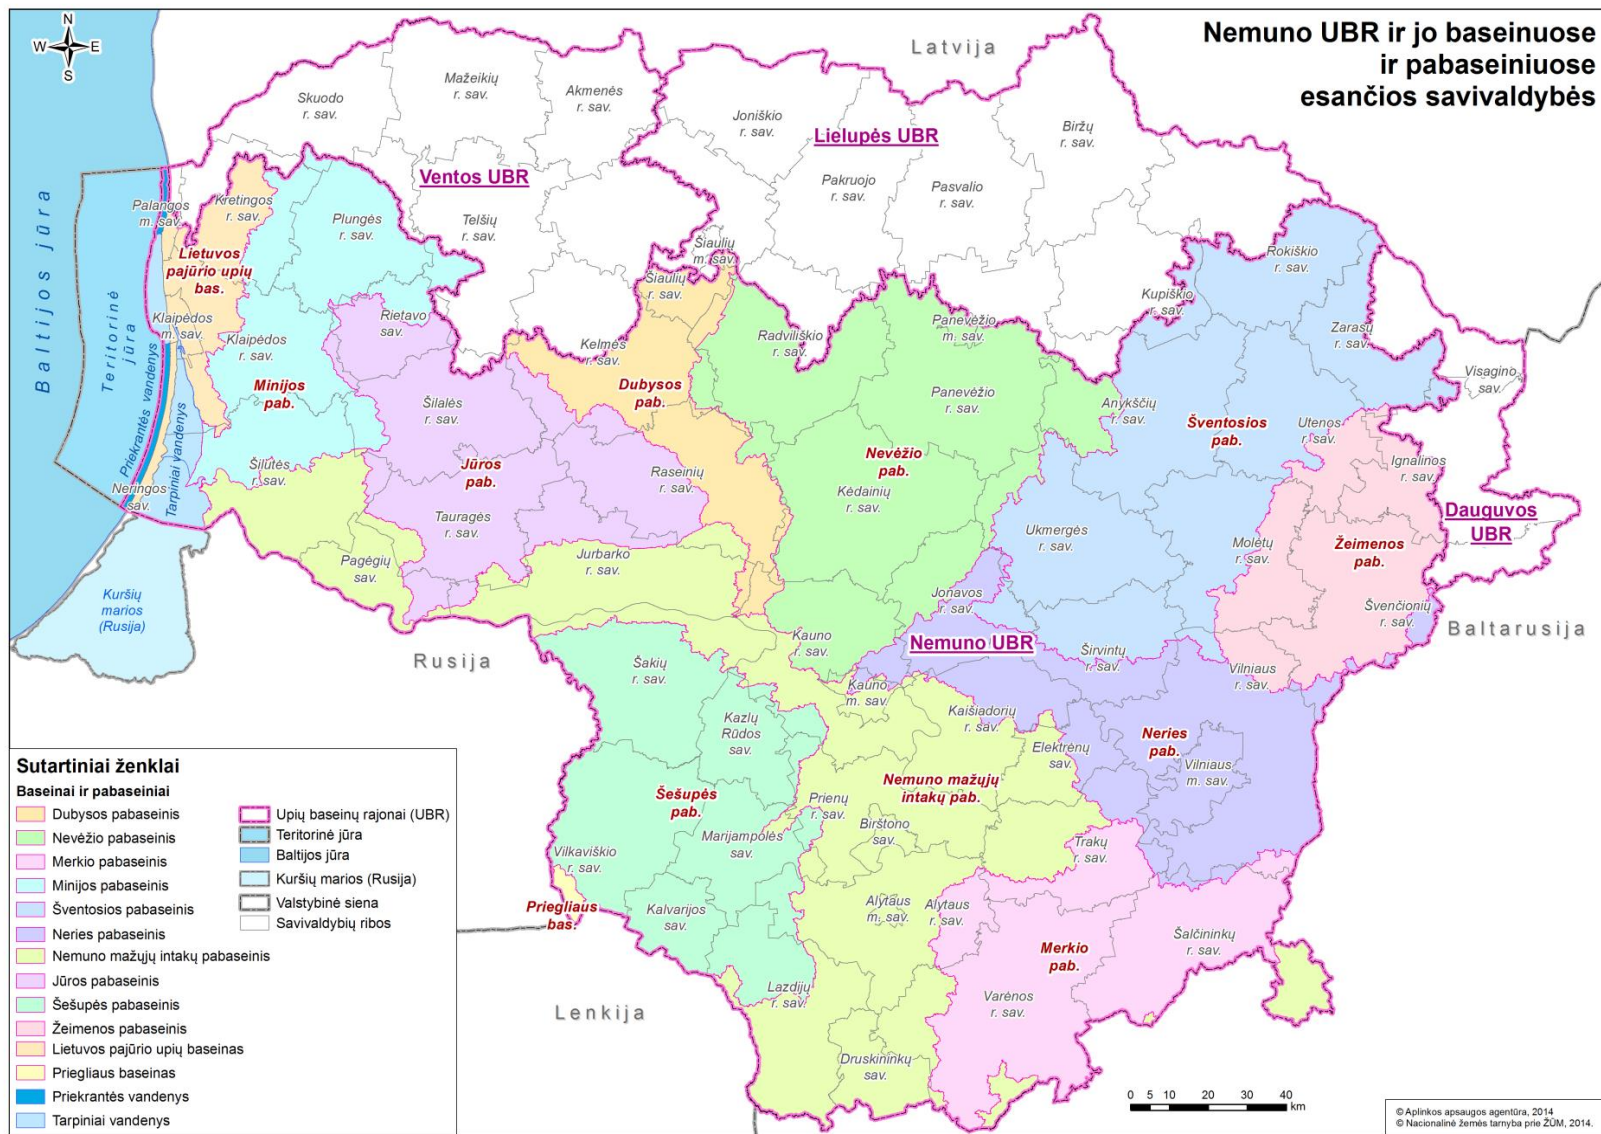 Nemuno UBR ir jo baseinuose
ir pabaseiniuose
esančios savivaldybės
N
W E
S
Latvija
Baltijos jūra
Teritorinė
jūra
Priekrantės vandenys
Tarpiniai vandenys
Kuršių
marios
(Rusija)
Rusija
Lenkija
Baltarusija
Ventos UBR
Lielupės UBR
Dauguvos
UBR
Nemuno UBR
Skuodo
r. sav.
Mažeikių
r. sav.
Akmenės
r. sav.
Joniškio
r. sav.
Biržų
r. sav.
Pakruojo
r. sav.
Pasvalio
r. sav.
Palangos
m. sav.
Kretingos
r. sav.
Plungės
r. sav.
Telšių
r. sav.
Šiaulių
m. sav.
Šiaulių
r. sav.
Rokiškio
r. sav.
Kupiškio
r. sav.
Zarasų
r. sav.
Visagino
sav.
Lietuvos
pajūrio upių
bas.
Klaipėdos
m. sav.
Klaipėdos
r. sav.
Rietavo
sav.
Kelmės
r. sav.
Radviliškio
r. sav.
Panevėžio
m. sav.
Panevėžio
r. sav.
Anykščių
r. sav.
Utenos
r. sav.
Ignalinos
r. sav.
Minijos
pab.
Dubysos
pab.
Šventosios
pab.
Šilalės
r. sav.
Jūros
pab.
Nevėžio
pab.
Raseinių
r. sav.
Kėdainių
r. sav.
Šilutės
r. sav.
Neringos
sav.
Tauragės
r. sav.
Ukmergės
r. sav.
Molėtų
r. sav.
Žeimenos
pab.
Pagėgių
sav.
Jurbarko
r. sav.
Jonavos
r. sav.
Švenčionių
r. sav.
Kauno
r. sav.
Širvintų
r. sav.
Vilniaus
r. sav.
Šakių
r. sav.
Kauno
m. sav.
Kaišiadorių
r. sav.
Kazlų
Rūdos
sav.
Elektrėnų
sav.
Neries
pab.
Vilniaus
m. sav.
Šešupės
pab.
Nemuno mažųjų
intakų pab.
Prienų
r. sav.
Birštono
sav.
Marijampolės
sav.
Trakų
r. sav.
Vilkaviškio
r. sav.
Priegliaus
bas.
Kalvarijos
sav.
Alytaus
m. sav.
Alytaus
r. sav.
Šalčininkų
r. sav.
Merkio
pab.
Lazdijų
r. sav.
Varėnos
r. sav.
Druskininkų
sav.
Sutartiniai ženklai
Baseinai ir pabaseiniai
Dubysos pabaseinis
Nevėžio pabaseinis
Merkio pabaseinis
Minijos pabaseinis
Šventosios pabaseinis
Neries pabaseinis
Nemuno mažųjų intakų pabaseinis
Jūros pabaseinis
Šešupės pabaseinis
Žeimenos pabaseinis
Lietuvos pajūrio upių baseinas
Priegliaus baseinas
Priekrantės vandenys
Tarpiniai vandenys
Upių baseinų rajonai (UBR)
Teritorinė jūra
Baltijos jūra
Kuršių marios (Rusija)
Valstybinė siena
Savivaldybių ribos
0 5 10 20 30 40
km
© Aplinkos apsaugos agentūra, 2014
© Nacionalinė žemės tarnyba prie ŽŪM, 2014.